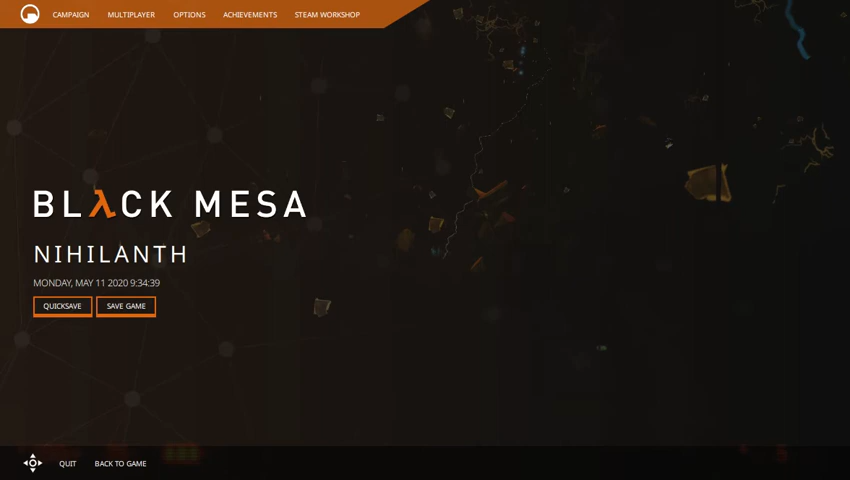 CAMPAIGN MULTIPLAYER OPTIONS ACHIEVEMENTS STEAM WORKSHOP
BLλCK MESA
NIHILANTH
MONDAY, MAY 11 2020 9:34:39
QUICKSAVE SAVE GAME
QUIT BACK TO GAME